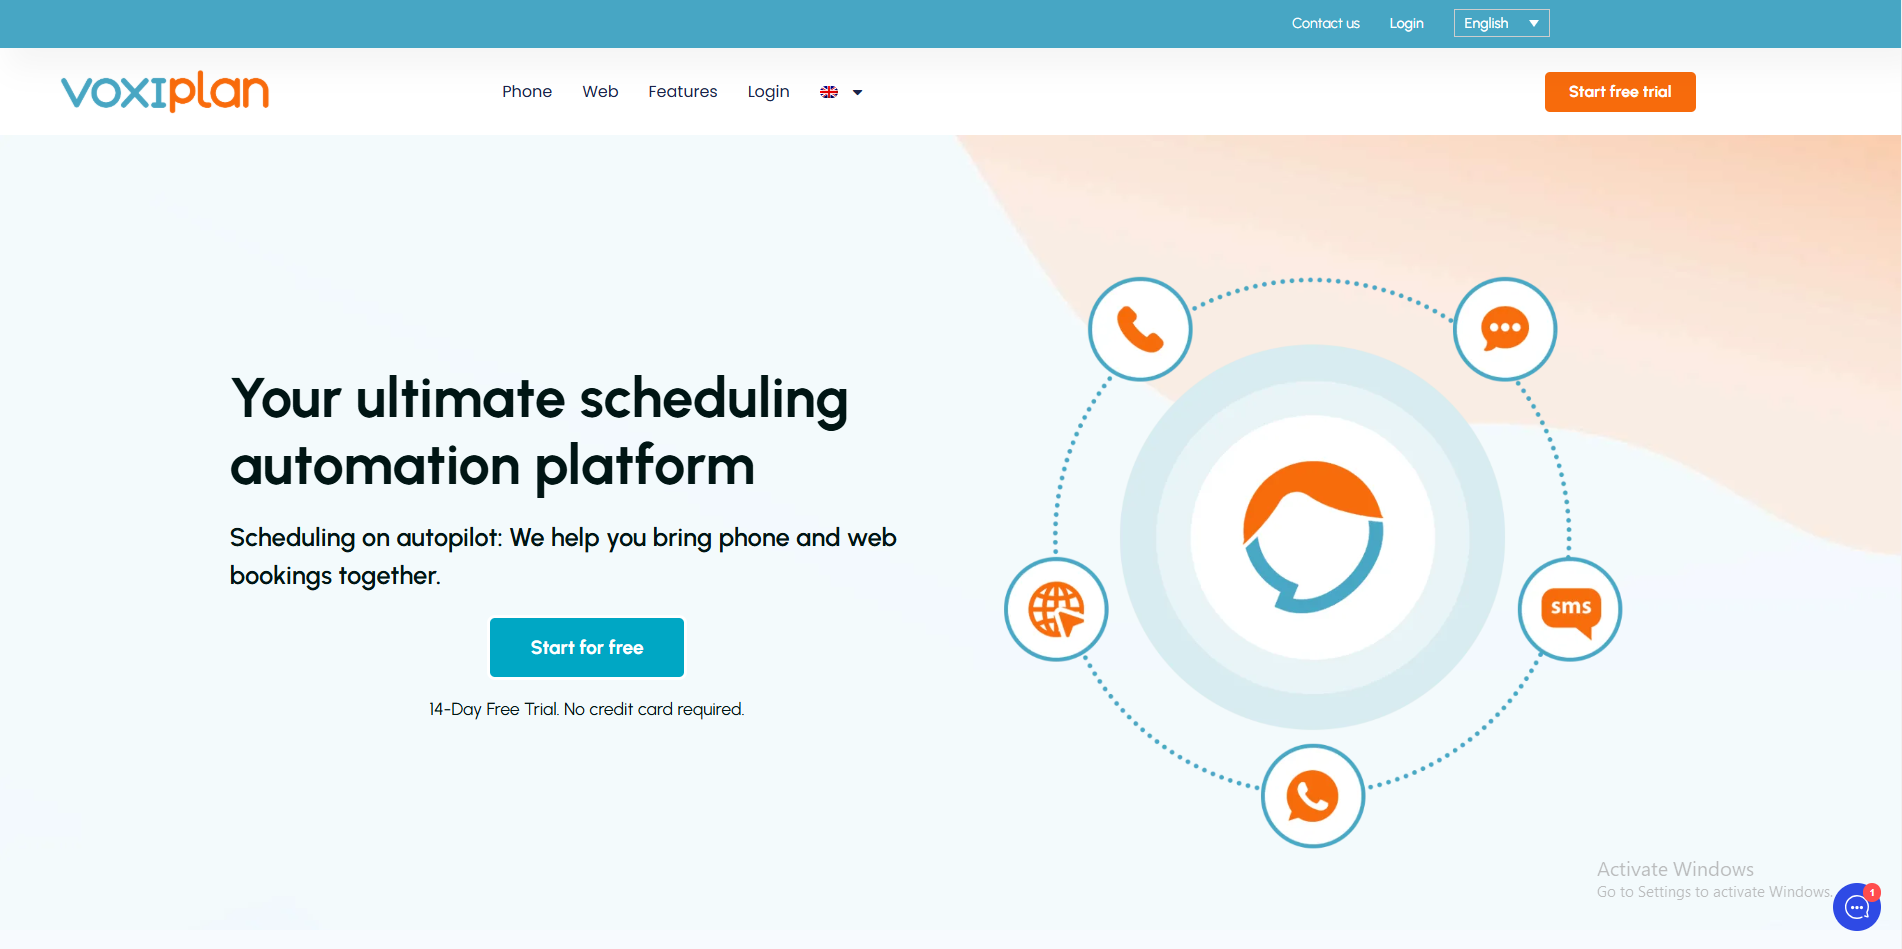 Contact us
Login
English
voxiplan
Phone
Web
Features
Login
Start free trial
Your ultimate scheduling
automation platform
Scheduling on autopilot: We help you bring phone and web
bookings together.
Start for free
14-Day Free Trial. No credit card required.
sms
Activate Windows
Go to Settings to activate Windows.
1